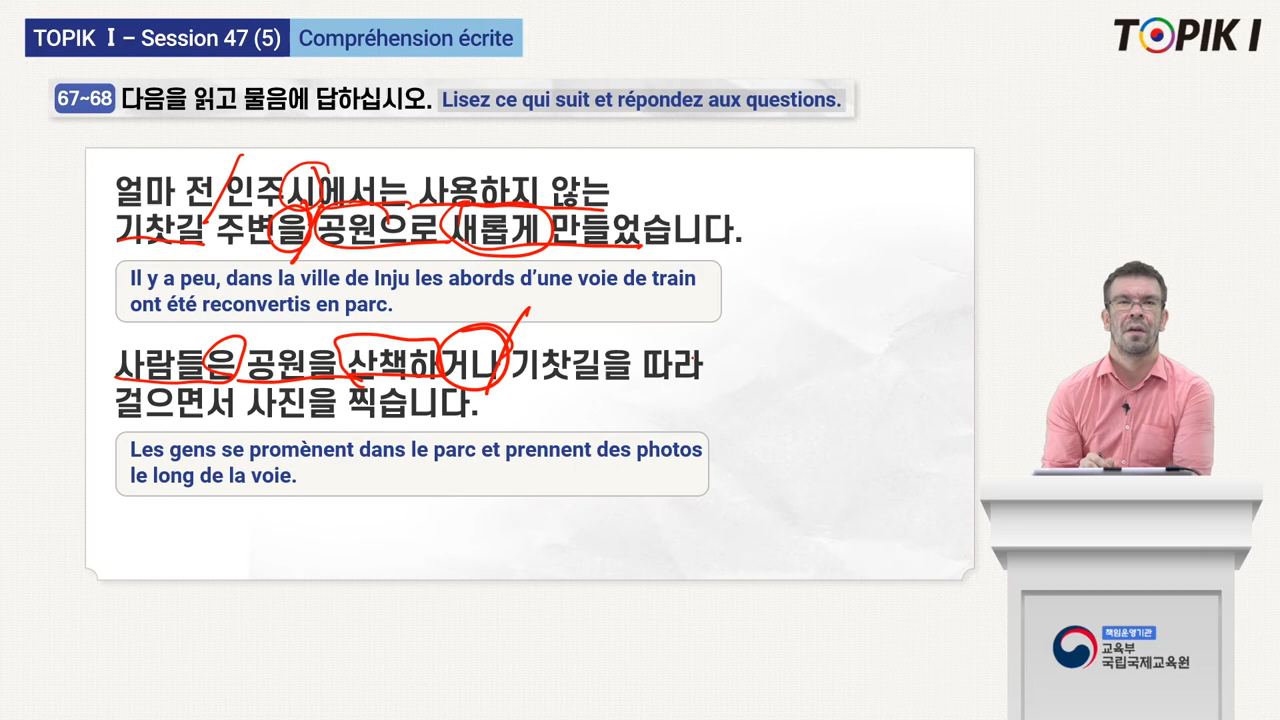 TOPIK Ⅰ – Session 47 (5) Compréhension écrite
TOPIK I
67~68 다음을 읽고 물음에 답하십시오. Lisez ce qui suit et répondez aux questions.
얼마 전 인주시에서는 사용하지 않는
기찻길 주변을 공원으로 새롭게 만들었습니다.
Il y a peu, dans la ville de Inju les abords d’une voie de train
ont été reconvertis en parc.
사람들은 공원을 산책하거나 기찻길을 따라
걸으면서 사진을 찍습니다.
Les gens se promènent dans le parc et prennent des photos
le long de la voie.
책임운영기관
교육부
국립국제교육원